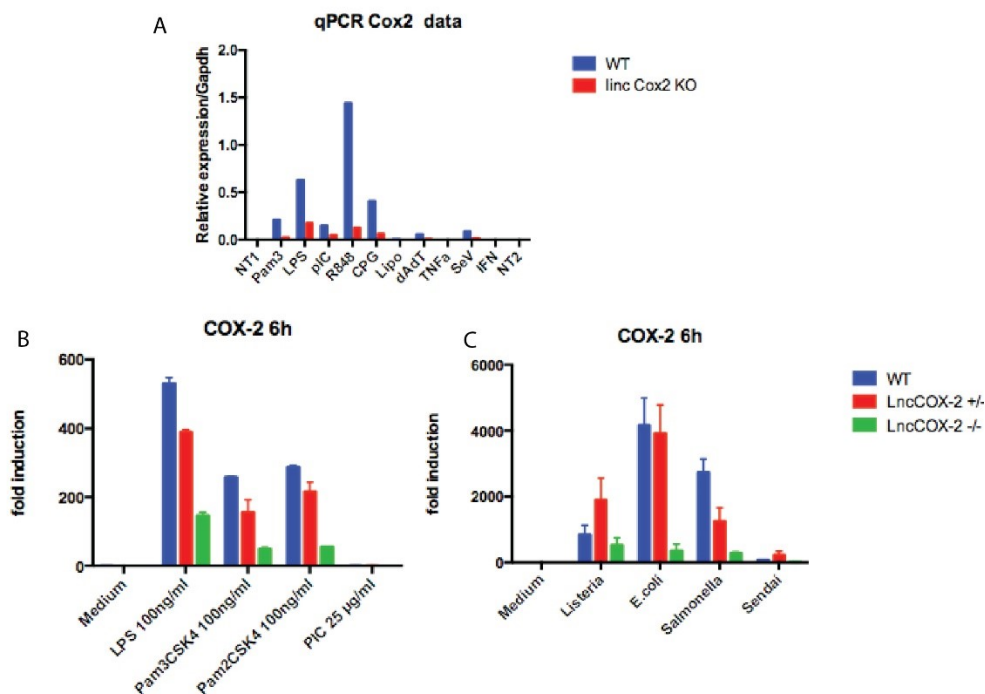 A
qPCR Cox2 data
Relative expression/Gapdh
2.0
1.5
1.0
0.5
0.0
NT1
Pam3
LPS
pIC
R848
CPG
Lipo
dAdT
TNFa
SeV
IFN
NT2
WT
linc Cox2 KO
B
COX-2 6h
fold induction
600
400
200
0
Medium
LPS 100ng/ml
Pam3CSK4 100ng/ml
Pam2CSK4 100ng/ml
PIC 25 µg/ml
C
COX-2 6h
fold induction
6000
4000
2000
0
Medium
Listeria
E.coli
Salmonella
Sendai
WT
LncCOX-2 +/-
LncCOX-2 -/-